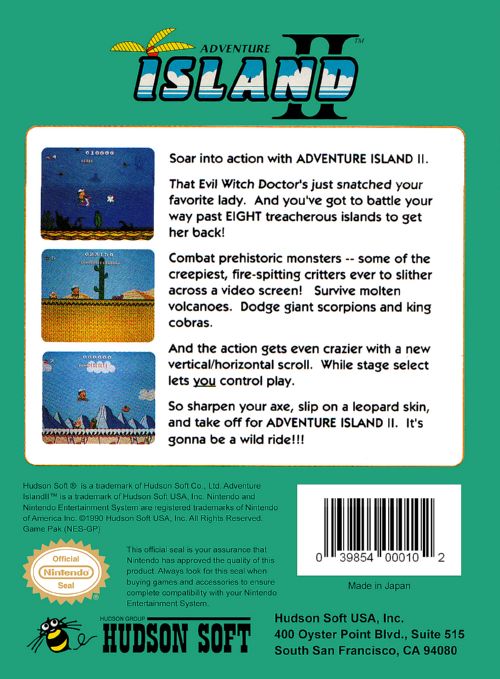 ADVENTURE
ISLAND II™
Soar into action with ADVENTURE ISLAND II.
That Evil Witch Doctor's just snatched your
favorite lady. And you've got to battle your
way past EIGHT treacherous islands to get
her back!
Combat prehistoric monsters -- some of the
creepiest, fire-spitting critters ever to slither
across a video screen! Survive molten
volcanoes. Dodge giant scorpions and king
cobras.
And the action gets even crazier with a new
vertical/horizontal scroll. While stage select
lets you control play.
So sharpen your axe, slip on a leopard skin,
and take off for ADVENTURE ISLAND II. It's
gonna be a wild ride!!!
Hudson Soft ® is a trademark of Hudson Soft Co., Ltd. Adventure
IslandII™ is a trademark of Hudson Soft USA, Inc. Nintendo and
Nintendo Entertainment System are registered trademarks of Nintendo
of America Inc. ©1990 Hudson Soft USA, Inc. All Rights Reserved.
Game Pak (NES-GP)
Official
Nintendo
Seal
This official seal is your assurance that
Nintendo has approved the quality of this
product. Always look for this seal when
buying games and accessories to ensure
complete compatibility with your Nintendo
Entertainment System.
0 39854 00010 2
Made in Japan
HUDSON GROUP
HUDSON SOFT
Hudson Soft USA, Inc.
400 Oyster Point Blvd., Suite 515
South San Francisco, CA 94080